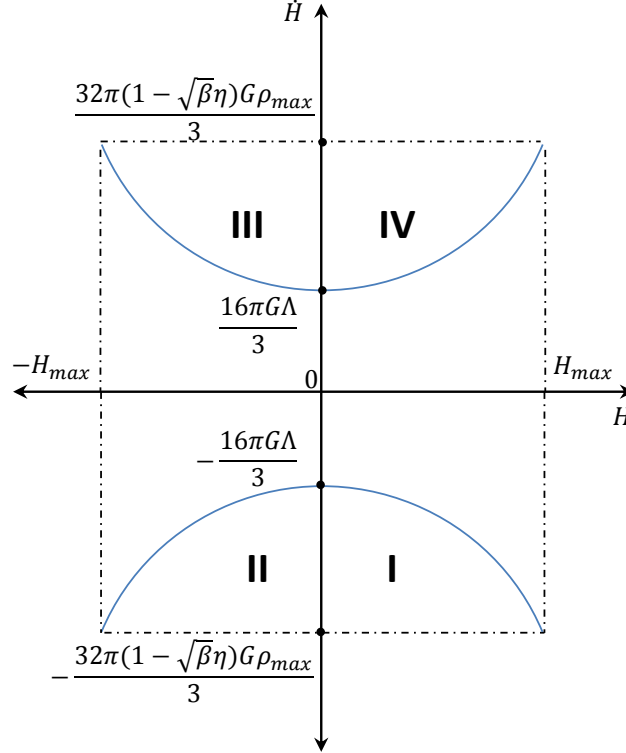 Ḣ
32π(1 − √β̅η)Gρ_max
3
III
IV
16πGΛ
3
−H_max
0
H_max
H
− 16πGΛ
3
II
I
− 32π(1 − √β̅η)Gρ_max
3